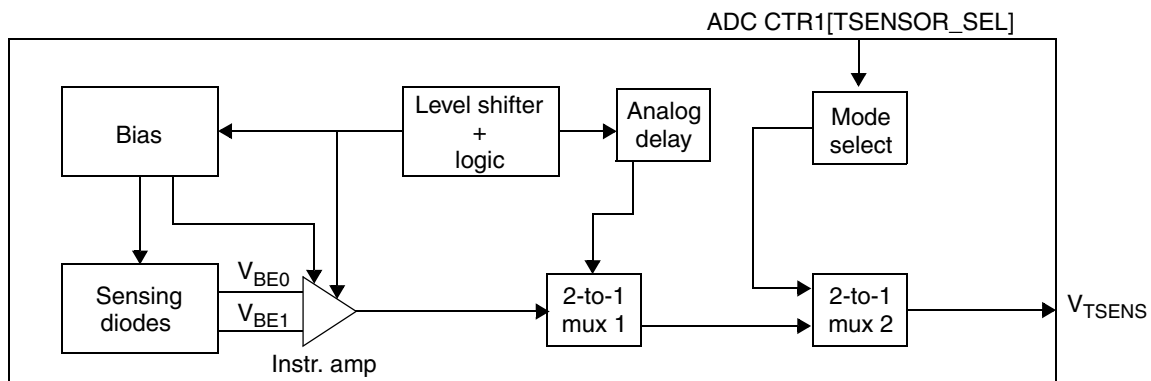 ADC CTR1[TSENSOR_SEL]
Bias
Level shifter
+
logic
Analog
delay
Mode
select
Sensing
diodes
VBE0
VBE1
Instr. amp
2-to-1
mux 1
2-to-1
mux 2
VTSENS